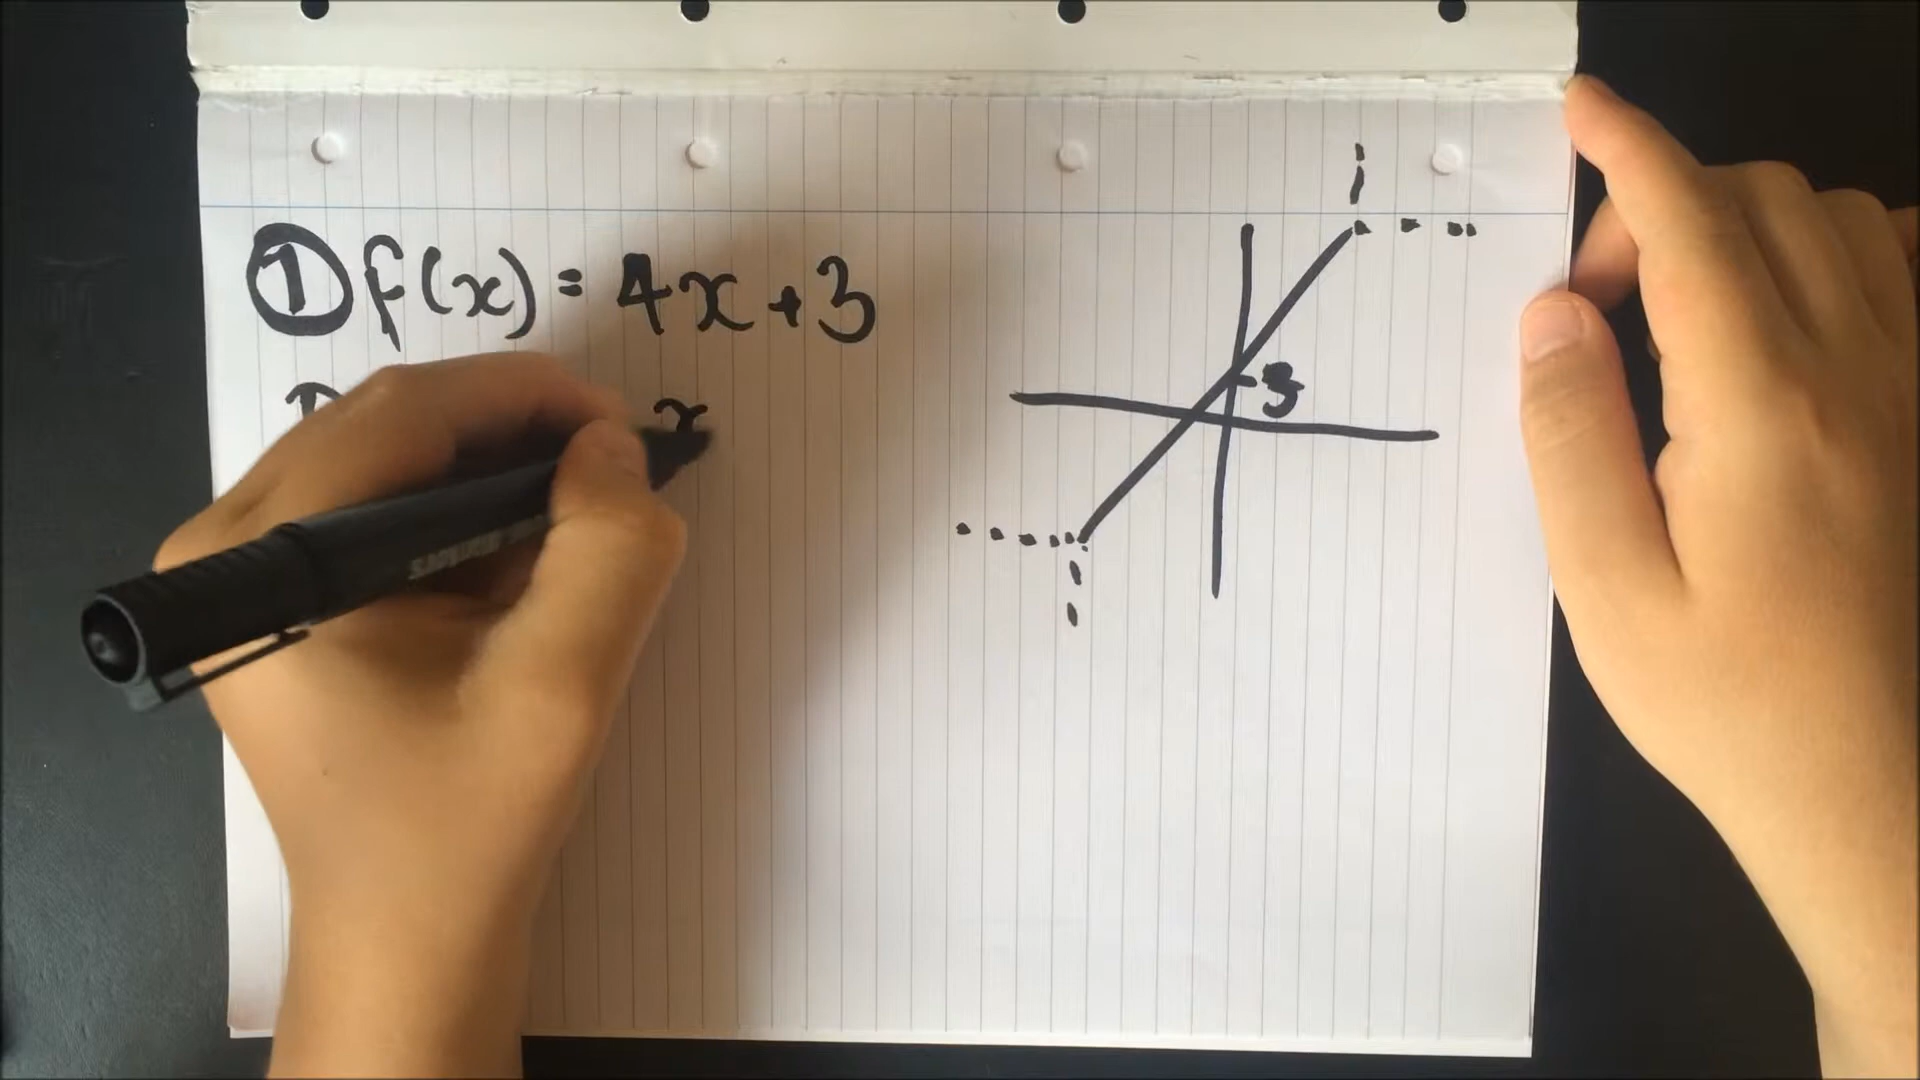 ① f(x) = 4x+3
D x
3